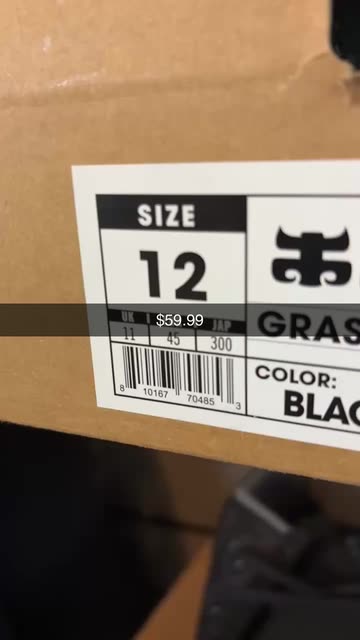 SIZE
12
UK JAP
11 45 300
8 10167 70485 3
GRAS
COLOR:
BLAC
$59.99